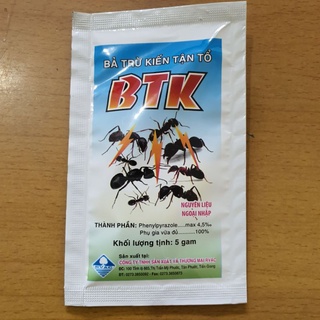 BẢ TRỪ KIẾN TẬN TỔ
BTK
NGUYÊN LIỆU
NGOẠI NHẬP
THÀNH PHẦN: Phenylpyrazole.....max 4,5‰
Phụ gia vừa đủ...........100%
Khối lượng tịnh: 5 gam
Sản xuất tại:
CÔNG TY TNHH SẢN XUẤT VÀ THƯƠNG MẠI